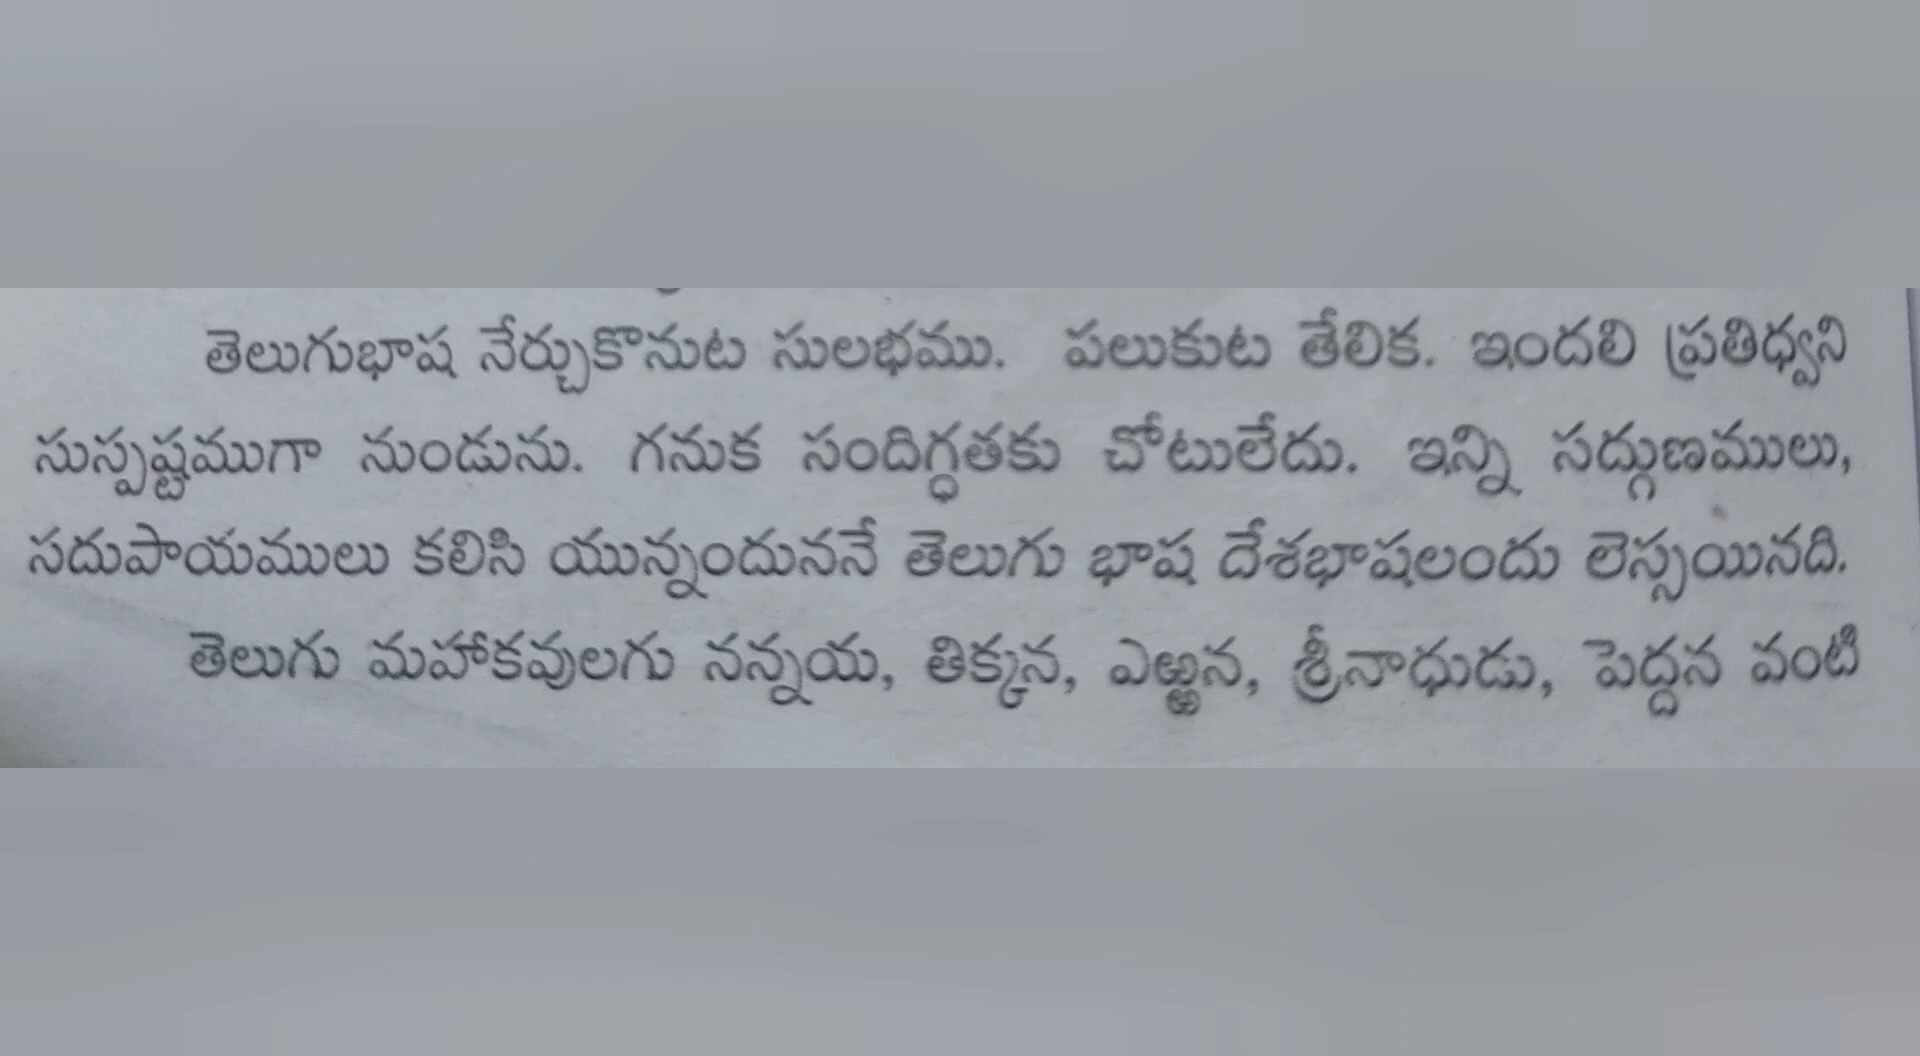 తెలుగుభాష నేర్చుకొనుట సులభము. పలుకుట తేలిక. ఇందలి ప్రతిధ్వని
సుస్పష్టముగా నుండును. గనుక సందిగ్ధతకు చోటులేదు. ఇన్ని సద్గుణములు,
సదుపాయములు కలిసి యున్నందుననే తెలుగు భాష దేశభాషలందు లెస్సయినది.
తెలుగు మహాకవులగు నన్నయ, తిక్కన, ఎఱ్ఱన, శ్రీనాధుడు, పెద్దన వంటి